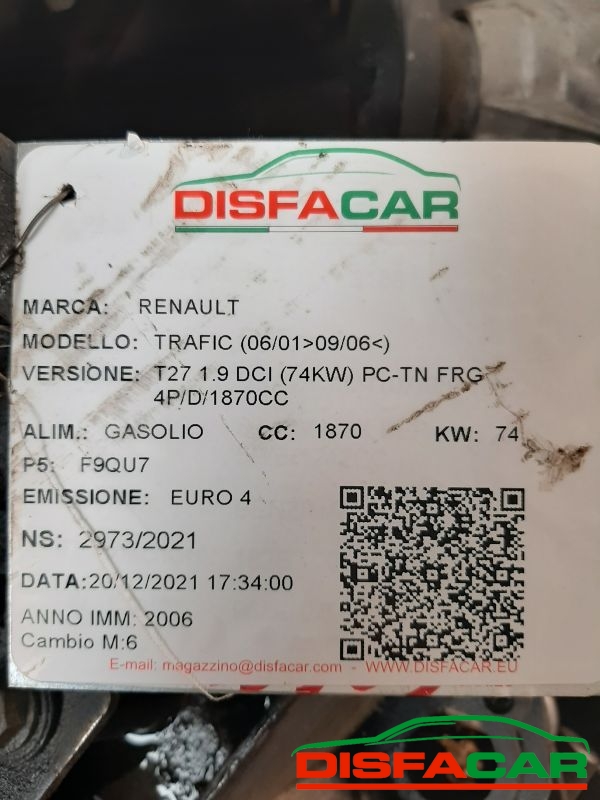 DISFACAR
MARCA: RENAULT
MODELLO: TRAFIC (06/01>09/06<)
VERSIONE: T27 1.9 DCI (74KW) PC-TN FRG
4P/D/1870CC
ALIM.: GASOLIO CC: 1870 KW: 74
P5: F9QU7
EMISSIONE: EURO 4
NS: 2973/2021
DATA:20/12/2021 17:34:00
ANNO IMM: 2006
Cambio M:6
E-mail: magazzino@disfacar.com - WWW.DISFACAR.EU
DISFACAR